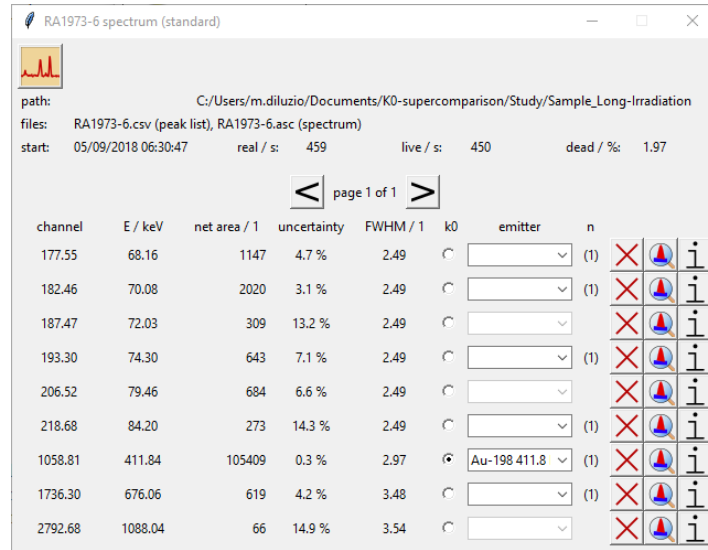 RA1973-6 spectrum (standard)
path: C:/Users/m.diluzio/Documents/K0-supercomparison/Study/Sample_Long-Irradiation
files: RA1973-6.csv (peak list), RA1973-6.asc (spectrum)
start: 05/09/2018 06:30:47 real / s: 459 live / s: 450 dead / %: 1.97
< page 1 of 1 >
channel E / keV net area / 1 uncertainty FWHM / 1 k0 emitter n
177.55 68.16 1147 4.7 % 2.49 (1)
182.46 70.08 2020 3.1 % 2.49 (1)
187.47 72.03 309 13.2 % 2.49
193.30 74.30 643 7.1 % 2.49 (1)
206.52 79.46 684 6.6 % 2.49
218.68 84.20 273 14.3 % 2.49 (1)
1058.81 411.84 105409 0.3 % 2.97 Au-198 411.8 (1)
1736.30 676.06 619 4.2 % 3.48 (1)
2792.68 1088.04 66 14.9 % 3.54